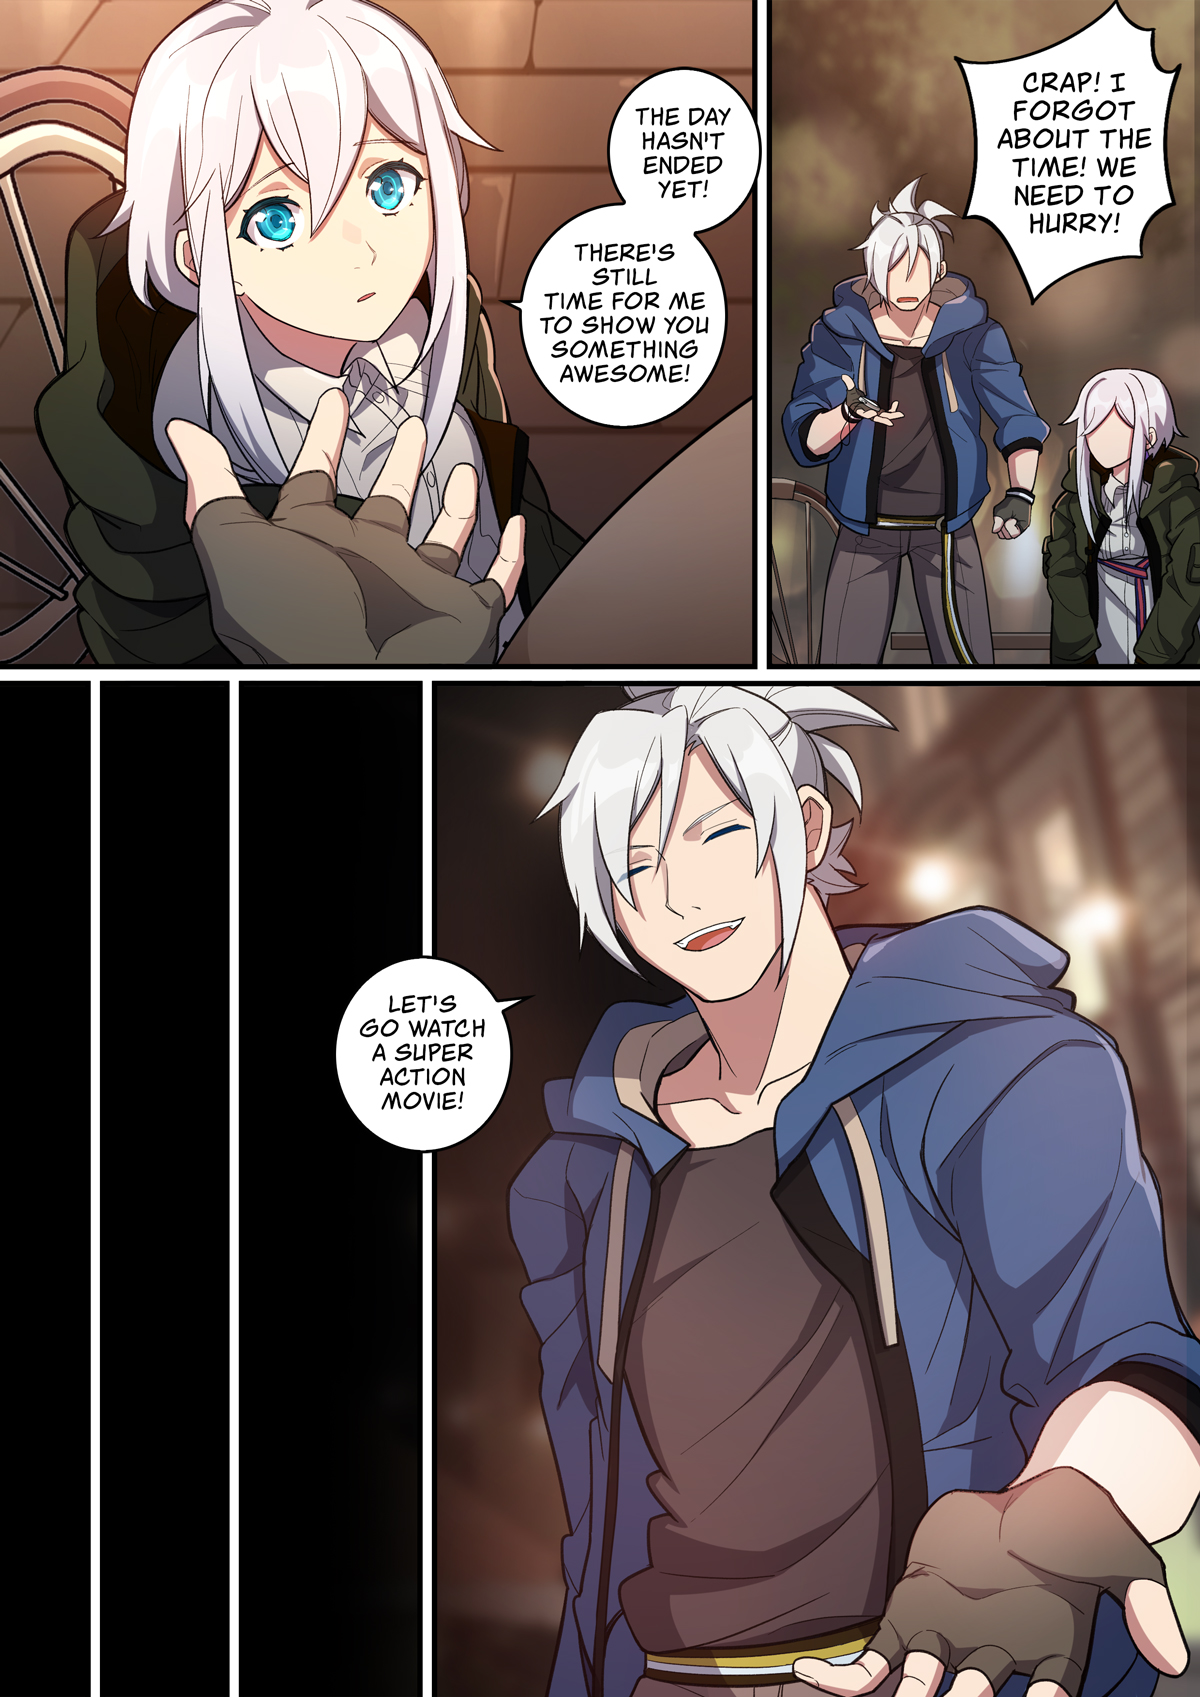 THE DAY
HASN'T
ENDED
YET!
THERE'S
STILL
TIME FOR ME
TO SHOW YOU
SOMETHING
AWESOME!
CRAP! I
FORGOT
ABOUT THE
TIME! WE
NEED TO
HURRY!
LET'S
GO WATCH
A SUPER
ACTION
MOVIE!